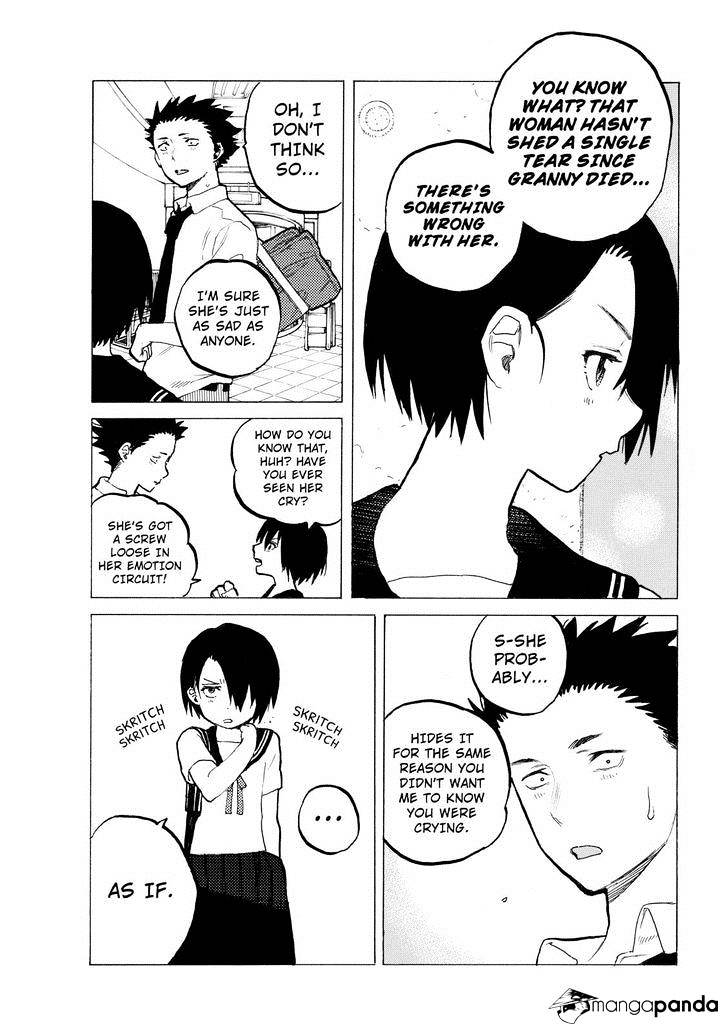 YOU KNOW
WHAT? THAT
WOMAN HASN'T
SHED A SINGLE
TEAR SINCE
GRANNY DIED...
THERE'S
SOMETHING
WRONG
WITH HER.
OH, I
DON'T
THINK
SO...
I'M SURE
SHE'S JUST
AS SAD AS
ANYONE.
HOW DO YOU
KNOW THAT,
HUH? HAVE
YOU EVER
SEEN HER
CRY?
SHE'S GOT
A SCREW
LOOSE IN
HER EMOTION
CIRCUIT!
S-SHE
PROB-
ABLY...
HIDES IT
FOR THE SAME
REASON YOU
DIDN'T WANT
ME TO KNOW
YOU WERE
CRYING.
SKRITCH
SKRITCH
SKRITCH
SKRITCH
...
AS IF.
mangapanda